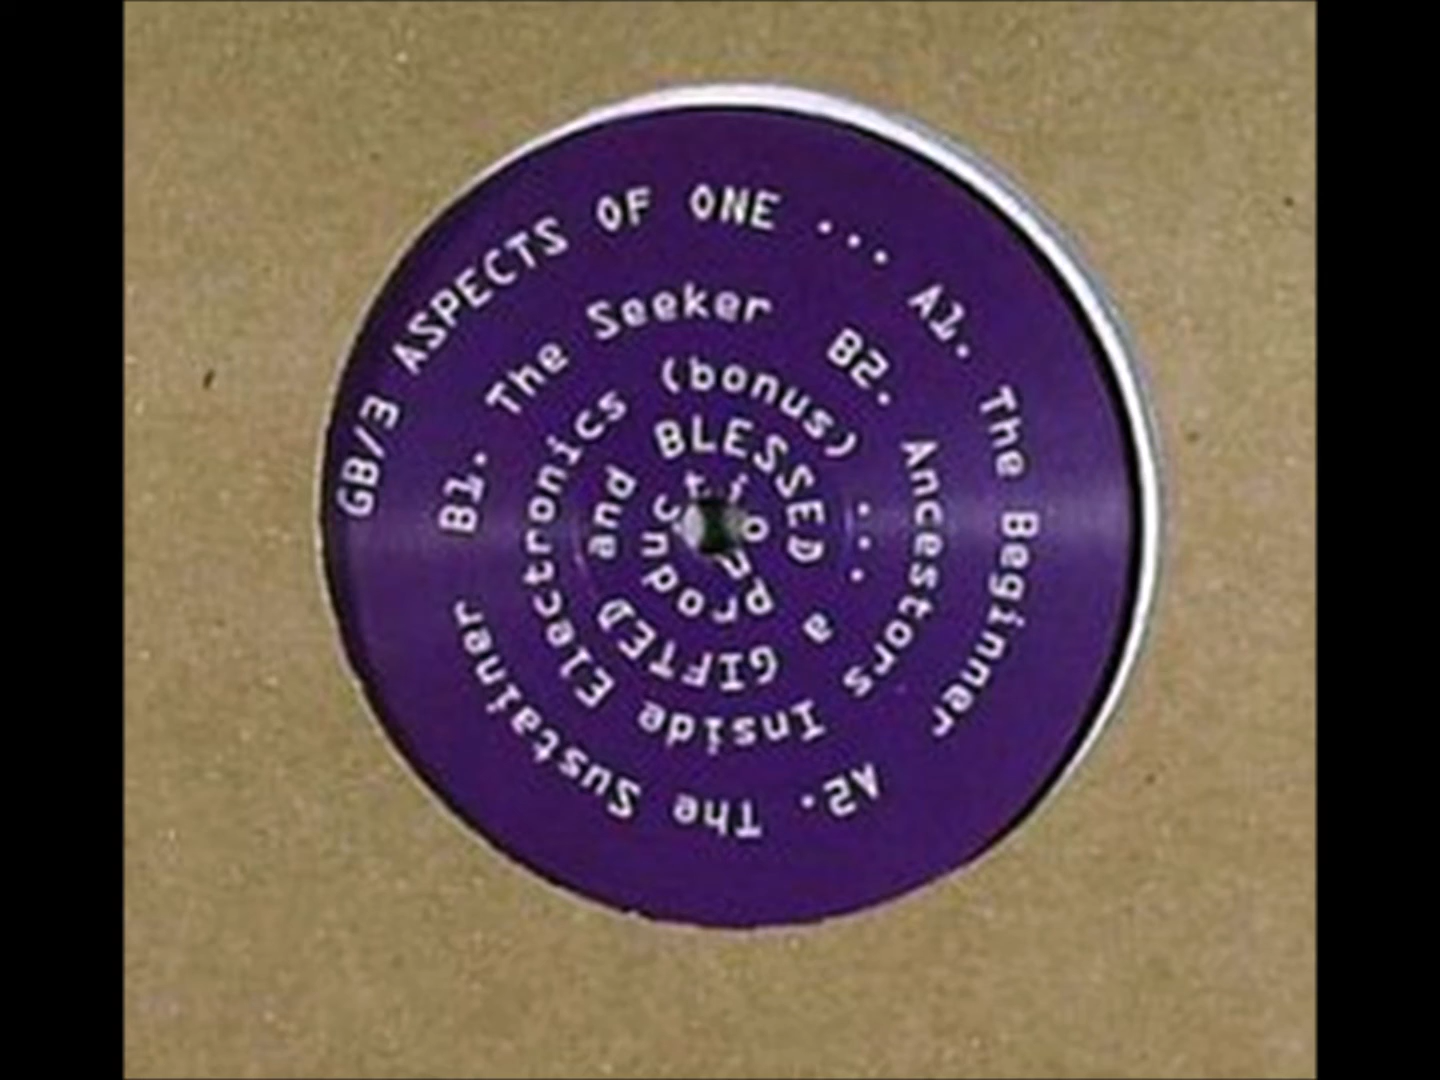 GB/3 ASPECTS OF ONE ... A1. The Beginner A2. The Sustainer B1. The Seeker B2. Ancestors Inside Electronics (bonus) ... a GIFTED and BLESSED production